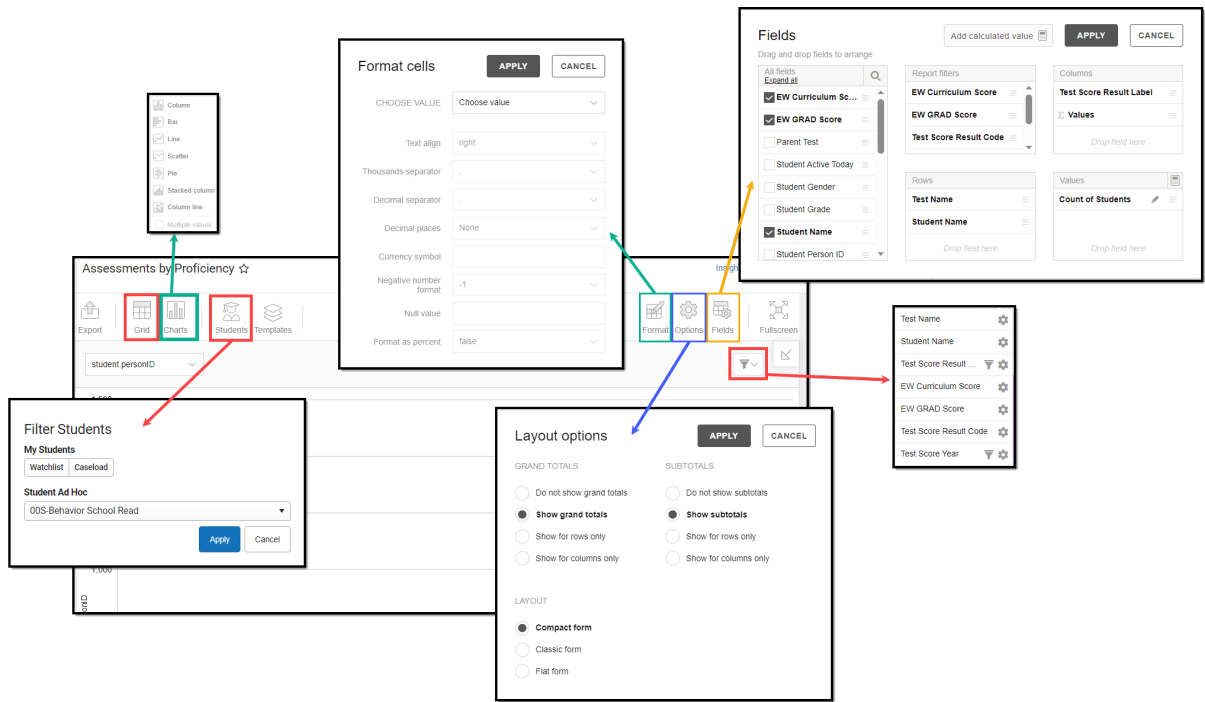 Column
Bar
Line
Scatter
Pie
Stacked column
Column line
Multiple values
Format cells
APPLY
CANCEL
CHOOSE VALUE
Choose value
Text align
right
Thousands separator
,
Decimal separator
.
Decimal places
None
Currency symbol
Negative number
format
-1
Null value
Format as percent
false
Fields
Add calculated value
APPLY
CANCEL
Drag and drop fields to arrange
All fields
Expand all
EW Curriculum Sc...
EW GRAD Score
Parent Test
Student Active Today
Student Gender
Student Grade
Student Name
Student Person ID
Report filters
EW Curriculum Score
EW GRAD Score
Test Score Result Code
Columns
Test Score Result Label
Σ Values
Drop field here
Rows
Test Name
Student Name
Drop field here
Values
Count of Students
Drop field here
Assessments by Proficiency
Insigh
Export
Grid
Charts
Students
Templates
Format
Options
Fields
Fullscreen
student.personID
1,000
Filter Students
My Students
Watchlist
Caseload
Student Ad Hoc
00S-Behavior School Read
Apply
Cancel
Layout options
APPLY
CANCEL
GRAND TOTALS
SUBTOTALS
Do not show grand totals
Do not show subtotals
Show grand totals
Show subtotals
Show for rows only
Show for rows only
Show for columns only
Show for columns only
LAYOUT
Compact form
Classic form
Flat form
Test Name
Student Name
Test Score Result ...
EW Curriculum Score
EW GRAD Score
Test Score Result Code
Test Score Year